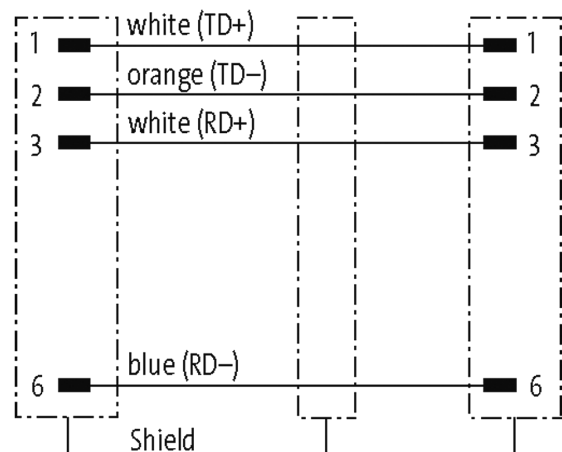 1 white (TD+) 1
2 orange (TD–) 2
3 white (RD+) 3
6 blue (RD–) 6
Shield